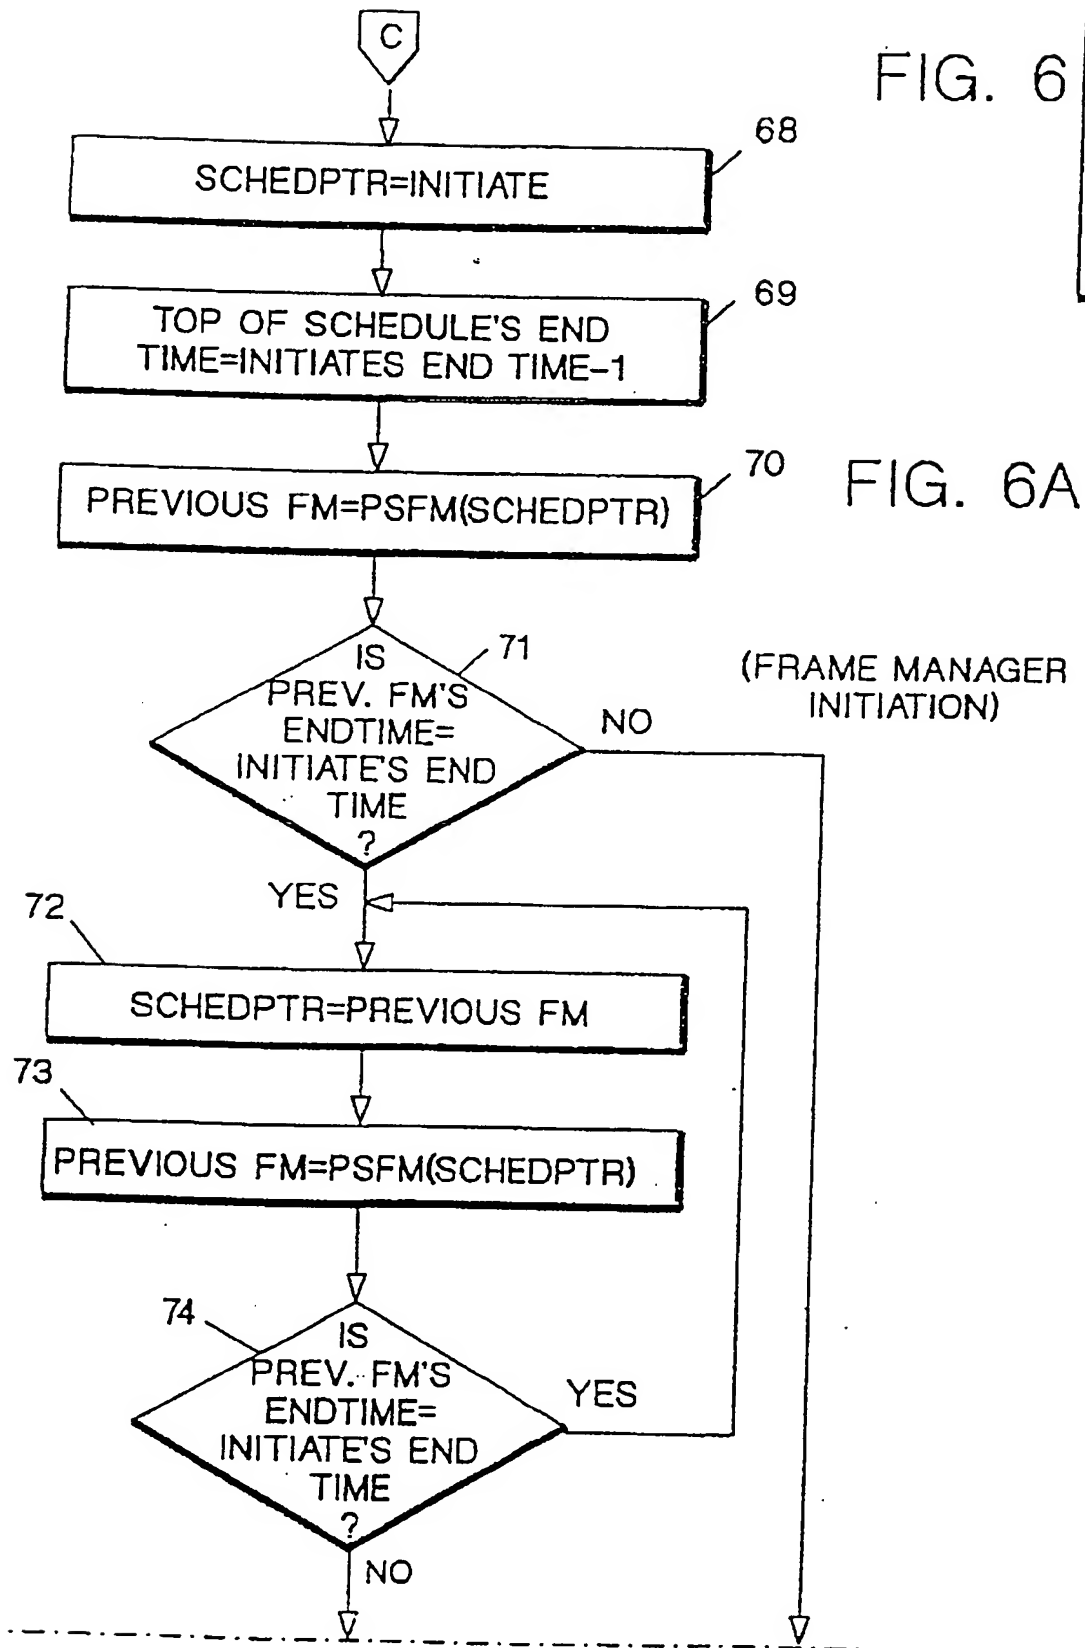 C
FIG. 6
68
SCHEDPTR=INITIATE
69
TOP OF SCHEDULE'S END
TIME=INITIATES END TIME-1
70
FIG. 6A
PREVIOUS FM=PSFM(SCHEDPTR)
71
IS
PREV. FM'S
ENDTIME=
INITIATE'S END
TIME
?
(FRAME MANAGER
INITIATION)
NO
YES
72
SCHEDPTR=PREVIOUS FM
73
PREVIOUS FM=PSFM(SCHEDPTR)
74
IS
PREV. FM'S
ENDTIME=
INITIATE'S END
TIME
?
YES
NO